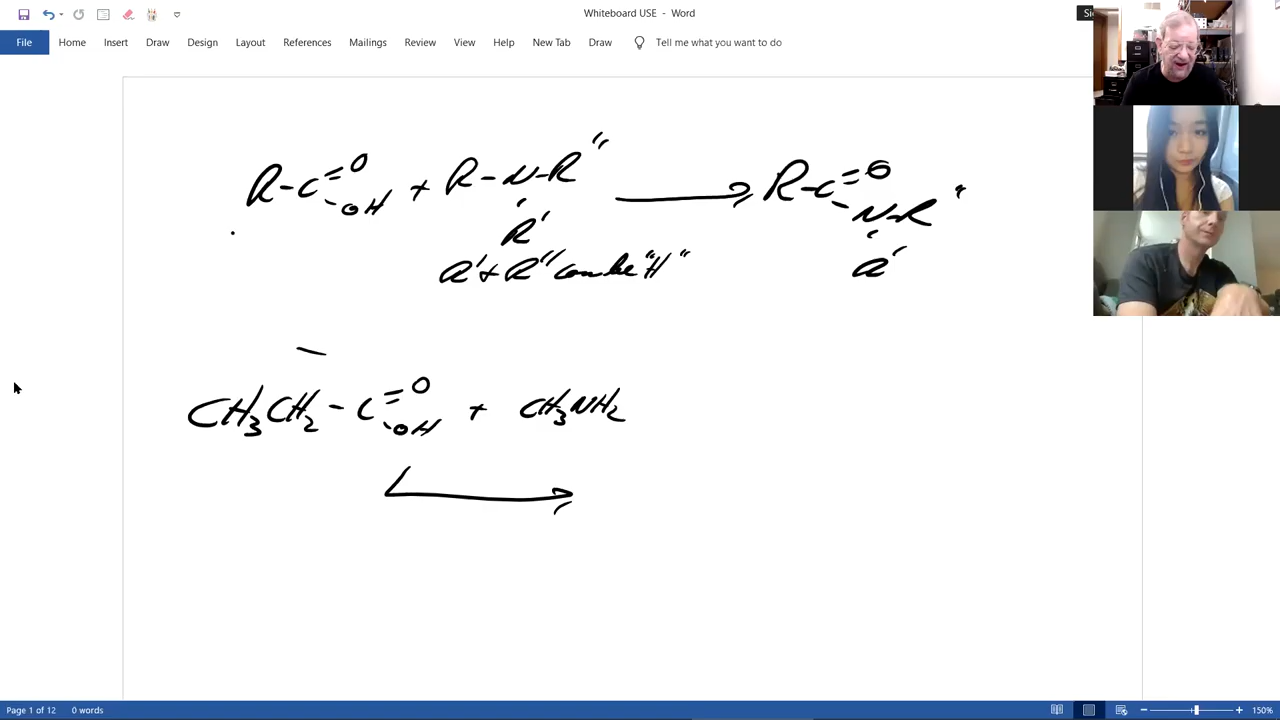 Whiteboard USE - Word
File Home Insert Draw Design Layout References Mailings Review View Help New Tab Draw Tell me what you want to do
R-C=O + R-N-R" → R-C=O
-OH R' N-R"
R' + R" can be "H" R'
CH3CH2-C=O + CH3NH2
-OH
→
Page 1 of 12 0 words 150%